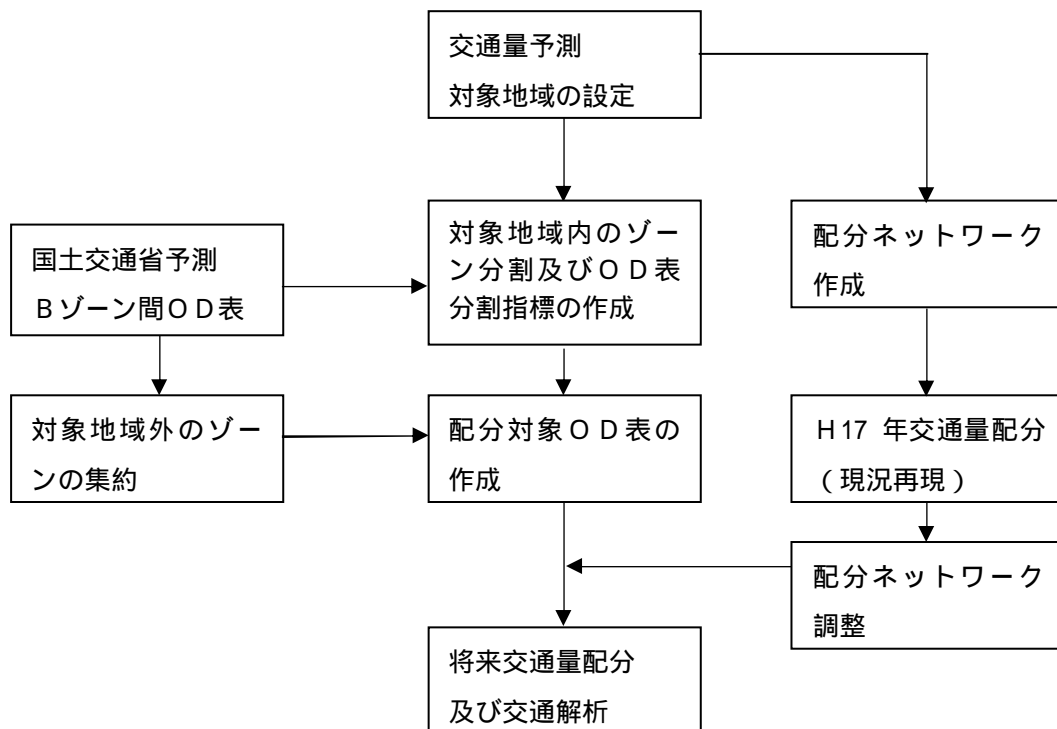 交通量予測
対象地域の設定
国土交通省予測
Ｂゾーン間ＯＤ表
対象地域内のゾー
ン分割及びＯＤ表
分割指標の作成
配分ネットワーク
作成
対象地域外のゾー
ンの集約
配分対象ＯＤ表の
作成
Ｈ17 年交通量配分
（現況再現）
配分ネットワーク
調整
将来交通量配分
及び交通解析